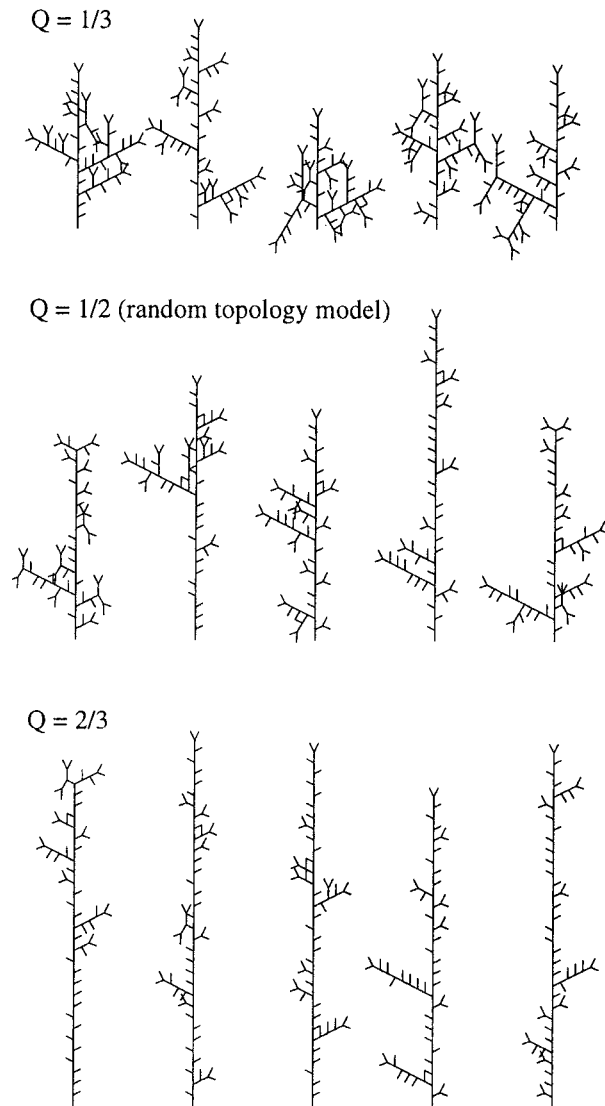 Q = 1/3
Q = 1/2 (random topology model)
Q = 2/3